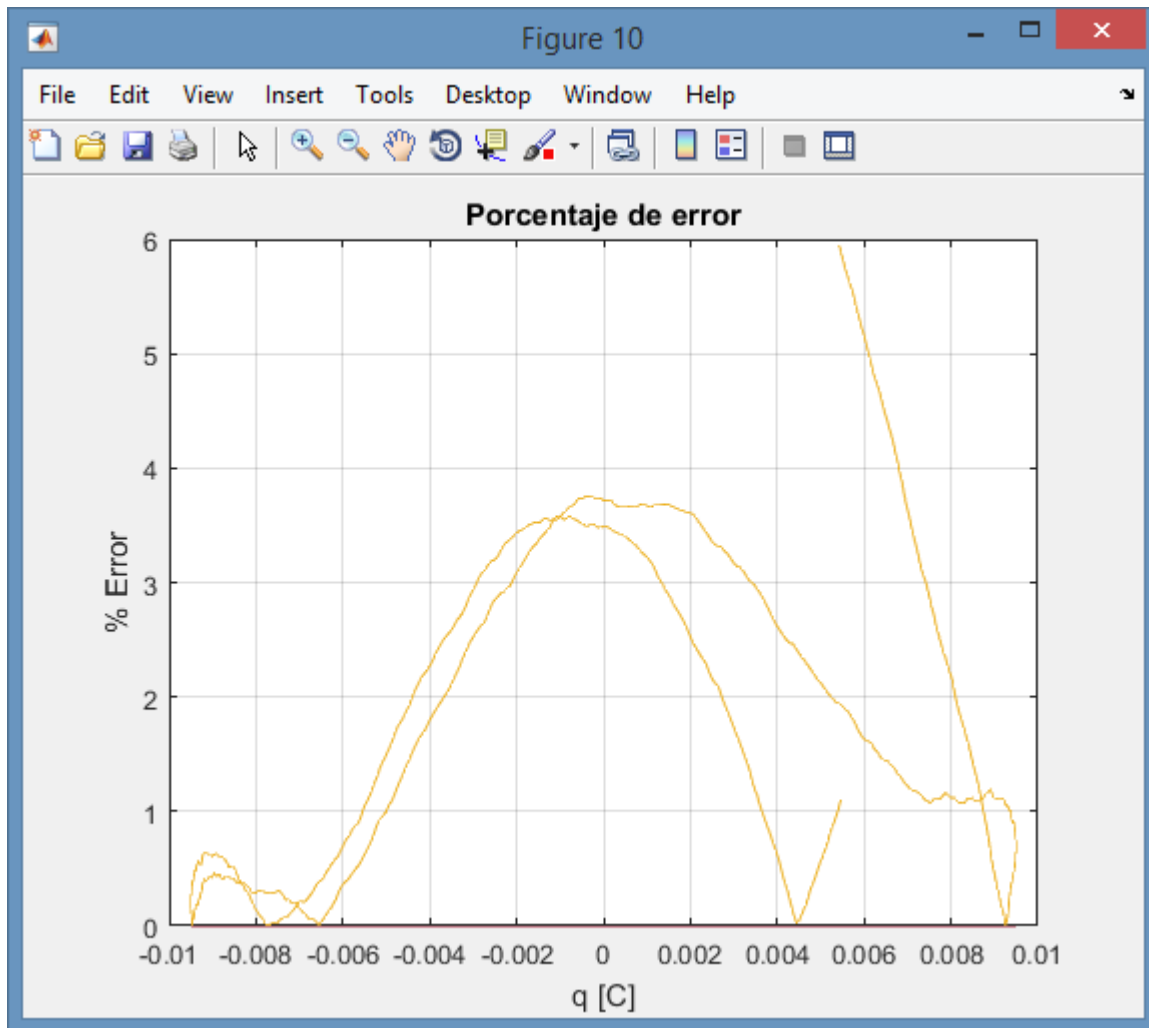 Figure 10
File Edit View Insert Tools Desktop Window Help
Porcentaje de error
6
5
4
3
2
1
0
% Error
-0.01 -0.008 -0.006 -0.004 -0.002 0 0.002 0.004 0.006 0.008 0.01
q [C]